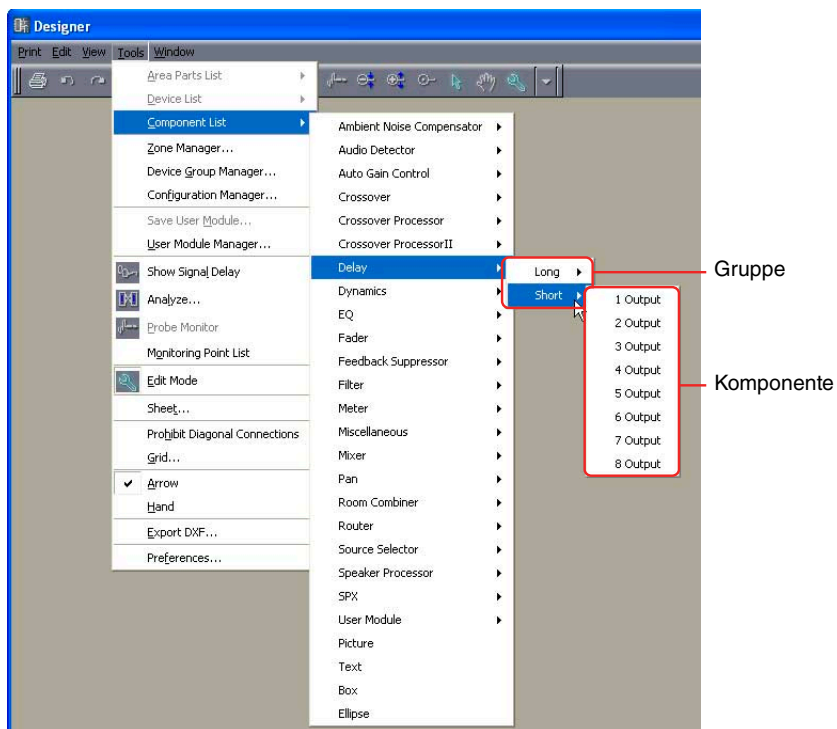 Designer
Print Edit View Tools Window
Area Parts List
Device List
Component List
Zone Manager...
Device Group Manager...
Configuration Manager...
Save User Module...
User Module Manager...
Show Signal Delay
Analyze...
Probe Monitor
Monitoring Point List
Edit Mode
Sheet...
Prohibit Diagonal Connections
Grid...
Arrow
Hand
Export DXF...
Preferences...
Ambient Noise Compensator
Audio Detector
Auto Gain Control
Crossover
Crossover Processor
Crossover ProcessorII
Delay
Dynamics
EQ
Fader
Feedback Suppressor
Filter
Meter
Miscellaneous
Mixer
Pan
Room Combiner
Router
Source Selector
Speaker Processor
SPX
User Module
Picture
Text
Box
Ellipse
Long
Short
Gruppe
1 Output
2 Output
3 Output
4 Output
5 Output
6 Output
7 Output
8 Output
Komponente